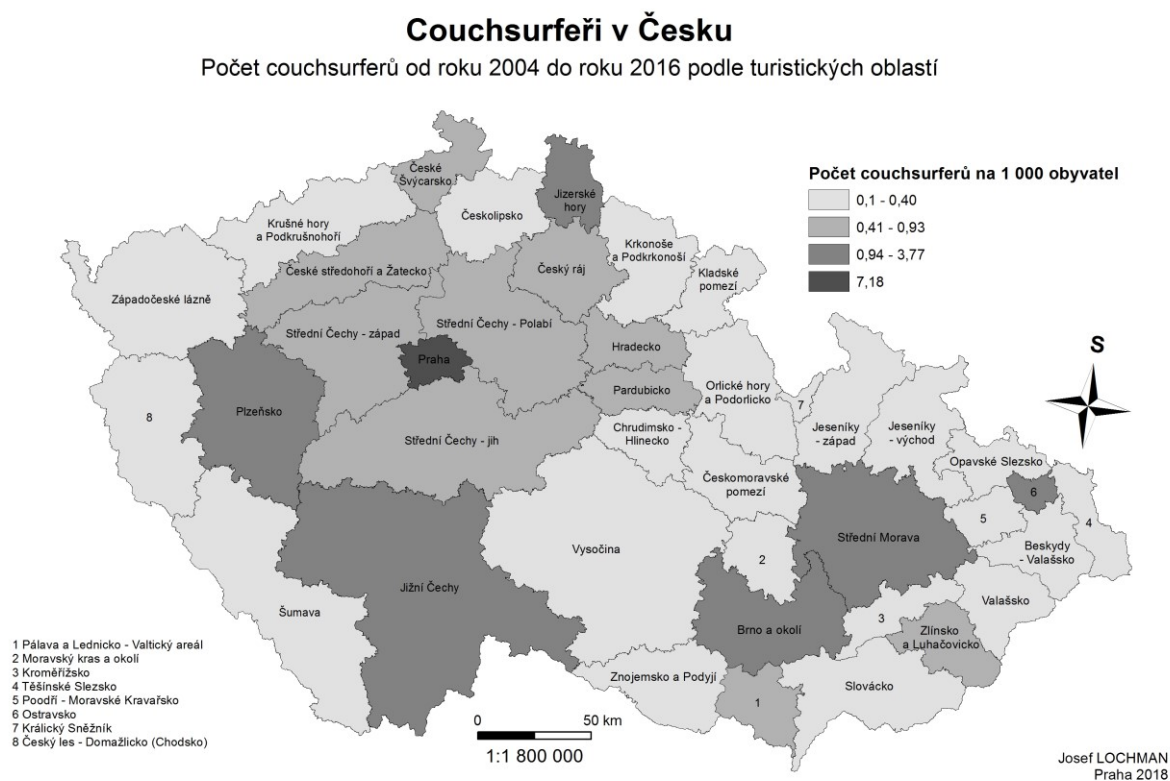 Couchsurfeři v Česku
Počet couchsurferů od roku 2004 do roku 2016 podle turistických oblastí
Počet couchsurferů na 1 000 obyvatel
0,1 - 0,40
0,41 - 0,93
0,94 - 3,77
7,18
S
České
Švýcarsko
Jizerské
hory
Českolipsko
Krušné hory
a Podkrušnohoří
Krkonoše
a Podkrkonoší
Kladské
pomezí
České středohoří a Žatecko
Český ráj
Západočeské lázně
Střední Čechy - západ
Střední Čechy - Polabí
Praha
Hradecko
Pardubicko
Orlické hory
a Podorlicko
7
Jeseníky
- západ
Jeseníky
- východ
Plzeňsko
8
Střední Čechy - jih
Chrudimsko -
Hlinecko
Českomoravské
pomezí
Opavské Slezsko
6
5
4
Beskydy
- Valašsko
Střední Morava
Vysočina
2
Jižní Čechy
Šumava
Brno a okolí
3
Valašsko
Zlínsko
a Luhačovicko
Znojemsko a Podyjí
Slovácko
1
1 Pálava a Lednicko - Valtický areál
2 Moravský kras a okolí
3 Kroměřížsko
4 Těšínské Slezsko
5 Poodří - Moravské Kravařsko
6 Ostravsko
7 Králický Sněžník
8 Český les - Domažlicko (Chodsko)
0 50 km
1:1 800 000
Josef LOCHMAN
Praha 2018